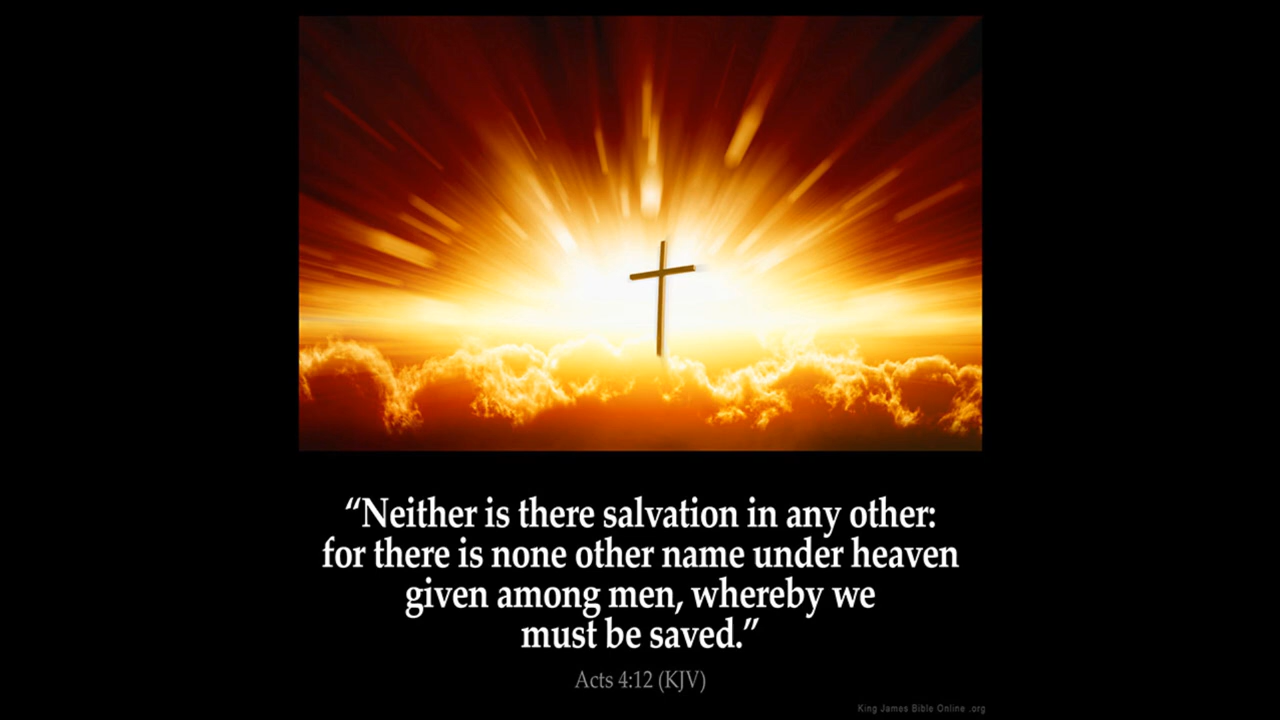 “Neither is there salvation in any other:
for there is none other name under heaven
given among men, whereby we
must be saved.”
Acts 4:12 (KJV)
King James Bible Online .org